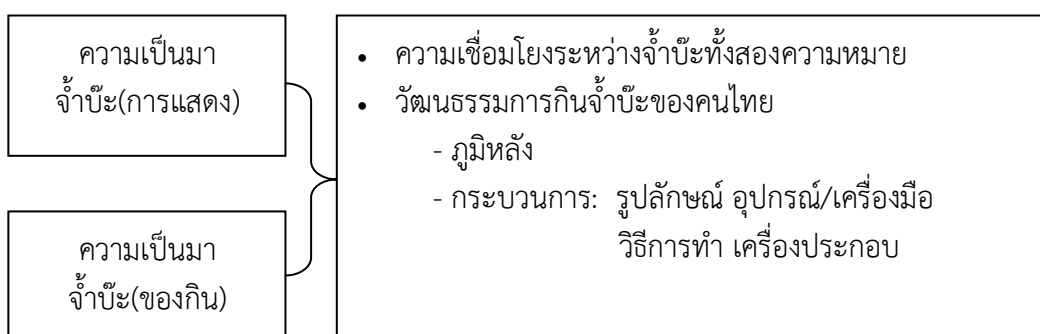 ความเป็นมา
จ้ำบ๊ะ(การแสดง)
ความเป็นมา
จ้ำบ๊ะ(ของกิน)
• ความเชื่อมโยงระหว่างจ้ำบ๊ะทั้งสองความหมาย
• วัฒนธรรมการกินจ้ำบ๊ะของคนไทย
- ภูมิหลัง
- กระบวนการ: รูปลักษณ์ อุปกรณ์/เครื่องมือ
วิธีการทำ เครื่องประกอบ